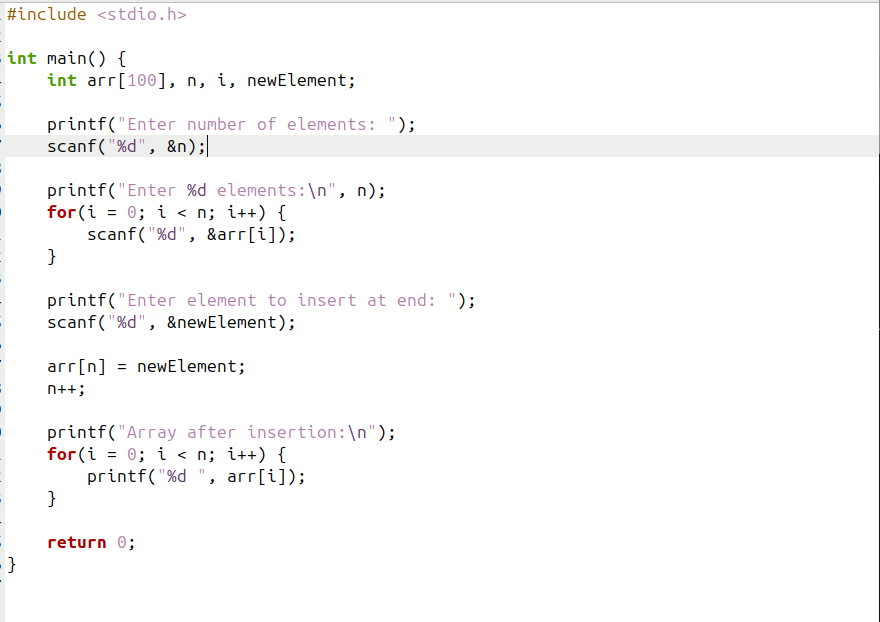 #include <stdio.h>
int main() {
    int arr[100], n, i, newElement;
    printf("Enter number of elements: ");
    scanf("%d", &n);
    printf("Enter %d elements:\n", n);
    for(i = 0; i < n; i++) {
        scanf("%d", &arr[i]);
    }
    printf("Enter element to insert at end: ");
    scanf("%d", &newElement);
    arr[n] = newElement;
    n++;
    printf("Array after insertion:\n");
    for(i = 0; i < n; i++) {
        printf("%d ", arr[i]);
    }
    return 0;
}